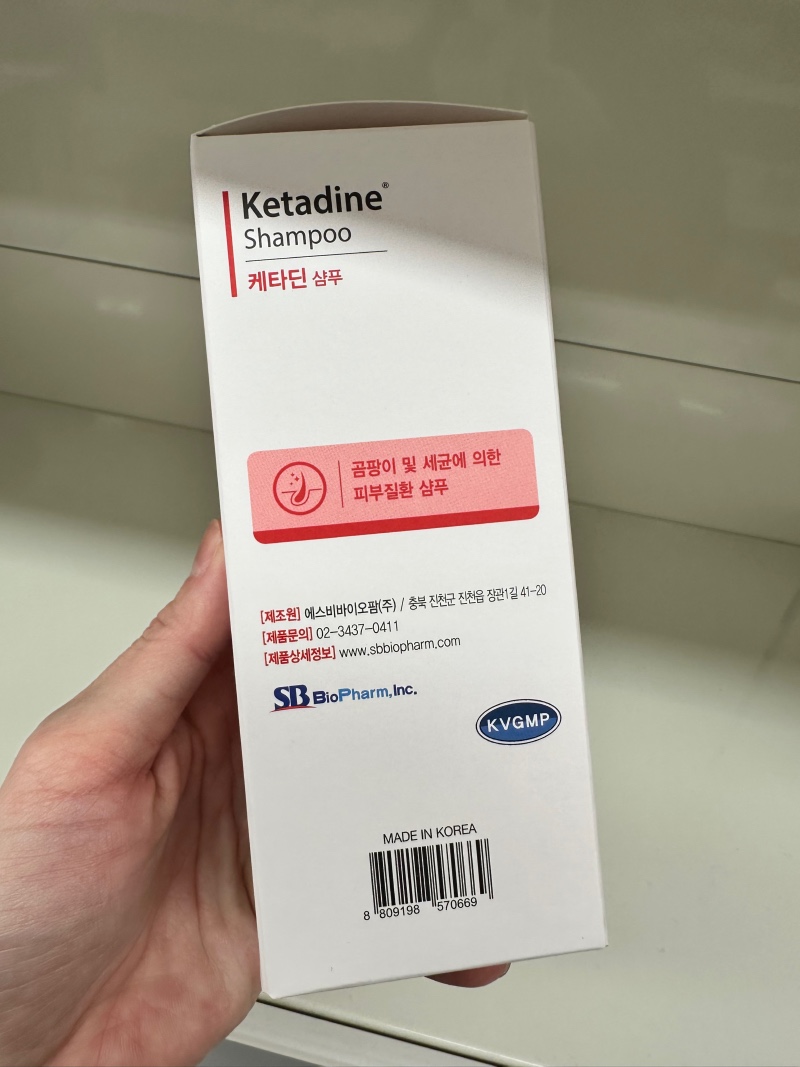 Ketadine®
Shampoo
케타딘 샴푸
곰팡이 및 세균에 의한
피부질환 샴푸
[제조원] 에스비바이오팜(주) / 충북 진천군 진천읍 장관1길 41-20
[제품문의] 02-3437-0411
[제품상세정보] www.sbbiopharm.com
SB BioPharm, Inc.
KVGMP
MADE IN KOREA
8 809198 570669